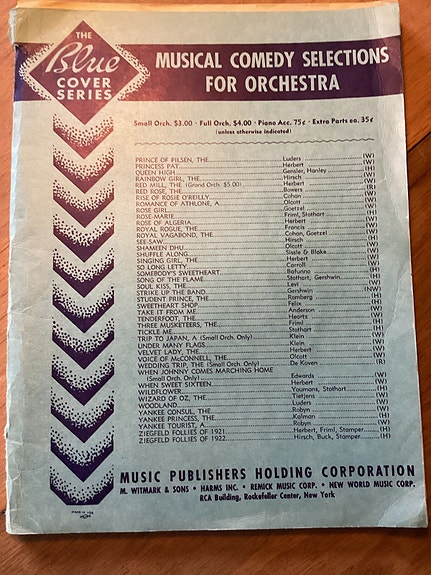 THE
Blue
COVER
SERIES
MUSICAL COMEDY SELECTIONS
FOR ORCHESTRA
Small Orch. $3.00 · Full Orch. $4.00 · Piano Acc. 75¢ · Extra Parts ea. 35¢
(unless otherwise indicated)
PRINCE OF PILSEN, THE Luders (W)
PRINCESS PAT Herbert (W)
QUEEN HIGH Gensler, Hanley (H)
RAINBOW GIRL, THE Hirsch (W)
RED MILL, THE (Grand Orch. $5.00) Herbert (W)
RED ROSE, THE Bowers (R)
RISE OF ROSIE O'REILLY Cohan (W)
ROMANCE OF ATHLONE, A Olcott (W)
ROSE GIRL Goetzel
ROSE-MARIE Friml, Stothart (H)
ROSE OF ALGERIA Herbert (W)
ROYAL ROGUE, THE Francis (W)
ROYAL VAGABOND, THE Cohan, Goetzel (W)
SEE-SAW Hirsch (W)
SHAMEEN DHU Olcott (W)
SHUFFLE ALONG Sissle & Blake (W)
SINGING GIRL, THE Herbert (W)
SO LONG LETTY Carroll (W)
SOMEBODY'S SWEETHEART Bafunno
SONG OF THE FLAME Stothart, Gershwin (H)
SOUL KISS, THE Levi (W)
STRIKE UP THE BAND Gershwin (NW)
STUDENT PRINCE, THE Romberg (H)
SWEETHEART SHOP Felix (H)
TAKE IT FROM ME Anderson (W)
TENDERFOOT, THE Heartz (W)
THREE MUSKETEERS, THE Friml (H)
TICKLE ME Stothart (H)
TRIP TO JAPAN, A (Small Orch. Only) Klein (W)
UNDER MANY FLAGS Klein (W)
VELVET LADY, THE Herbert (W)
VOICE OF McCONNELL, THE Olcott (W)
WEDDING TRIP, THE (Small Orch. Only) De Koven (R)
WHEN JOHNNY COMES MARCHING HOME
(Small Orch. Only) Edwards (W)
WHEN SWEET SIXTEEN Herbert (W)
WILDFLOWER Youmans, Stothart (H)
WIZARD OF OZ, THE Tietjens (W)
WOODLAND Luders (W)
YANKEE CONSUL, THE Robyn (W)
YANKEE PRINCESS, THE Kalman (H)
YANKEE TOURIST, A Robyn (W)
ZIEGFELD FOLLIES OF 1921 Herbert, Friml, Stamper (H)
ZIEGFELD FOLLIES OF 1922 Hirsch, Buck, Stamper (H)
MUSIC PUBLISHERS HOLDING CORPORATION
M. WITMARK & SONS • HARMS INC. • REMICK MUSIC CORP. • NEW WORLD MUSIC CORP.
RCA Building, Rockefeller Center, New York